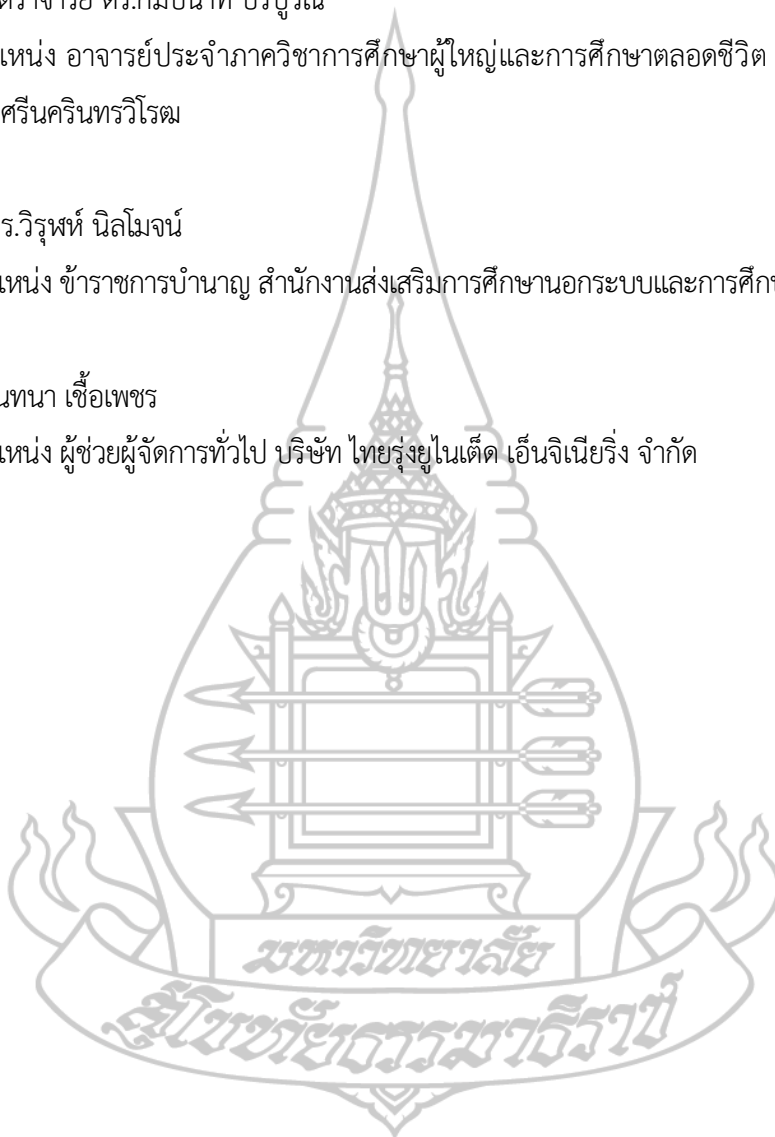 แหน่ง อาจารย์ประจำภาควิชาการศึกษาผู้ใหญ่และการศึกษาตลอดชีวิต
ศรีนครินทรวิโรฒ
ร.วิรุฬห์ นิลโมจน์
แหน่ง ข้าราชการบำนาญ สำนักงานส่งเสริมการศึกษานอกระบบและการศึกษ
นทนา เชื้อเพชร
แหน่ง ผู้ช่วยผู้จัดการทั่วไป บริษัท ไทยรุ่งยูไนเต็ด เอ็นจิเนียริ่ง จำกัด
มหาวิทยาลัย
สุโขทัยธรรมาธิราช